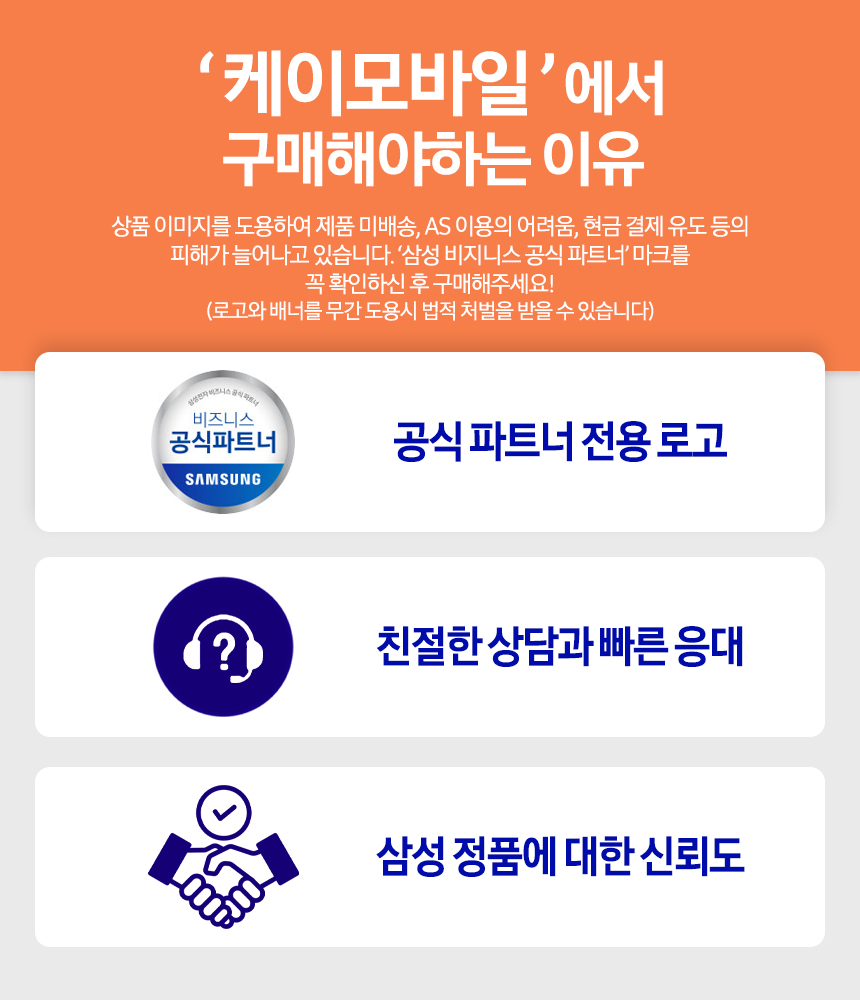 ‘케이모바일’에서
구매해야하는 이유
상품 이미지를 도용하여 제품 미배송, AS 이용의 어려움, 현금 결제 유도 등의
피해가 늘어나고 있습니다. ‘삼성 비지니스 공식 파트너’ 마크를
꼭 확인하신 후 구매해주세요!
(로고와 배너를 무간 도용시 법적 처벌을 받을 수 있습니다)
삼성전자 비즈니스 공식 파트너
비즈니스
공식파트너
SAMSUNG
공식 파트너 전용 로고
친절한 상담과 빠른 응대
삼성 정품에 대한 신뢰도